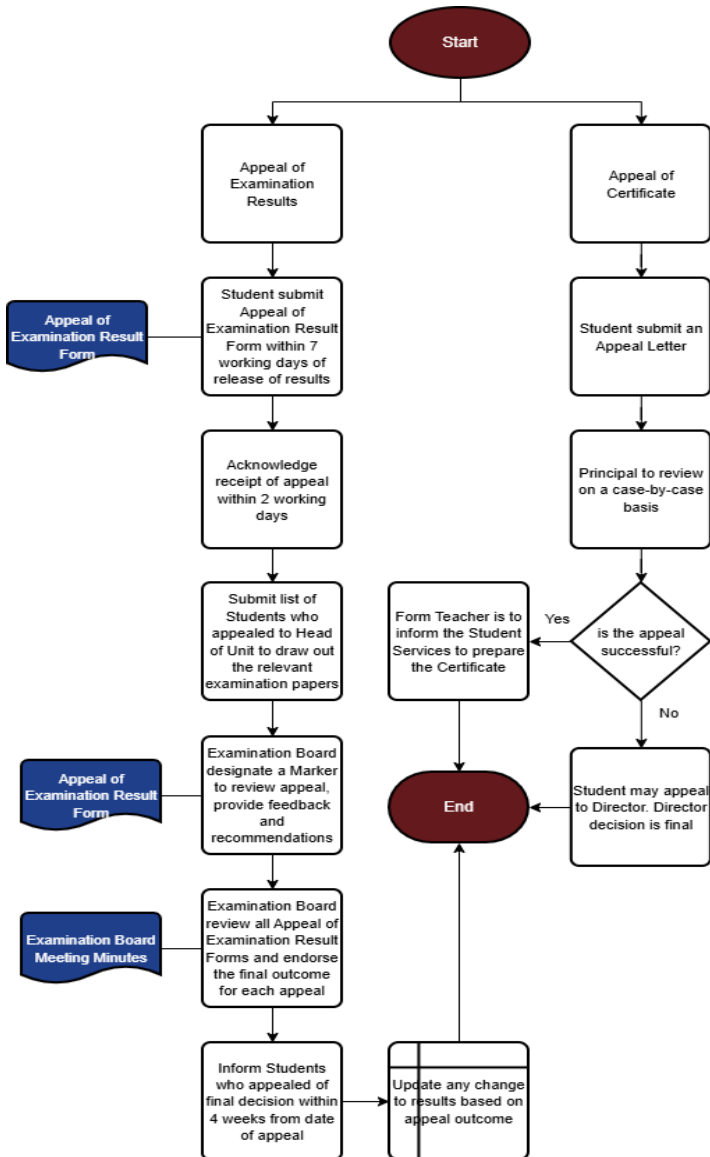 Start
Appeal of
Examination
Results
Appeal of
Certificate
Appeal of
Examination Result
Form
Student submit
Appeal of
Examination Result
Form within 7
working days of
release of results
Student submit an
Appeal Letter
Acknowledge
receipt of appeal
within 2 working
days
Principal to review
on a case-by-case
basis
Submit list of
Students who
appealed to Head
of Unit to draw out
the relevant
examination papers
Form Teacher is to
inform the Student
Services to prepare
the Certificate
Yes
is the appeal
successful?
No
Appeal of
Examination Result
Form
Examination Board
designate a Marker
to review appeal,
provide feedback
and
recommendations
End
Student may appeal
to Director. Director
decision is final
Examination Board
Meeting Minutes
Examination Board
review all Appeal of
Examination Result
Forms and endorse
the final outcome
for each appeal
Inform Students
who appealed of
final decision within
4 weeks from date
of appeal
Update any change
to results based on
appeal outcome